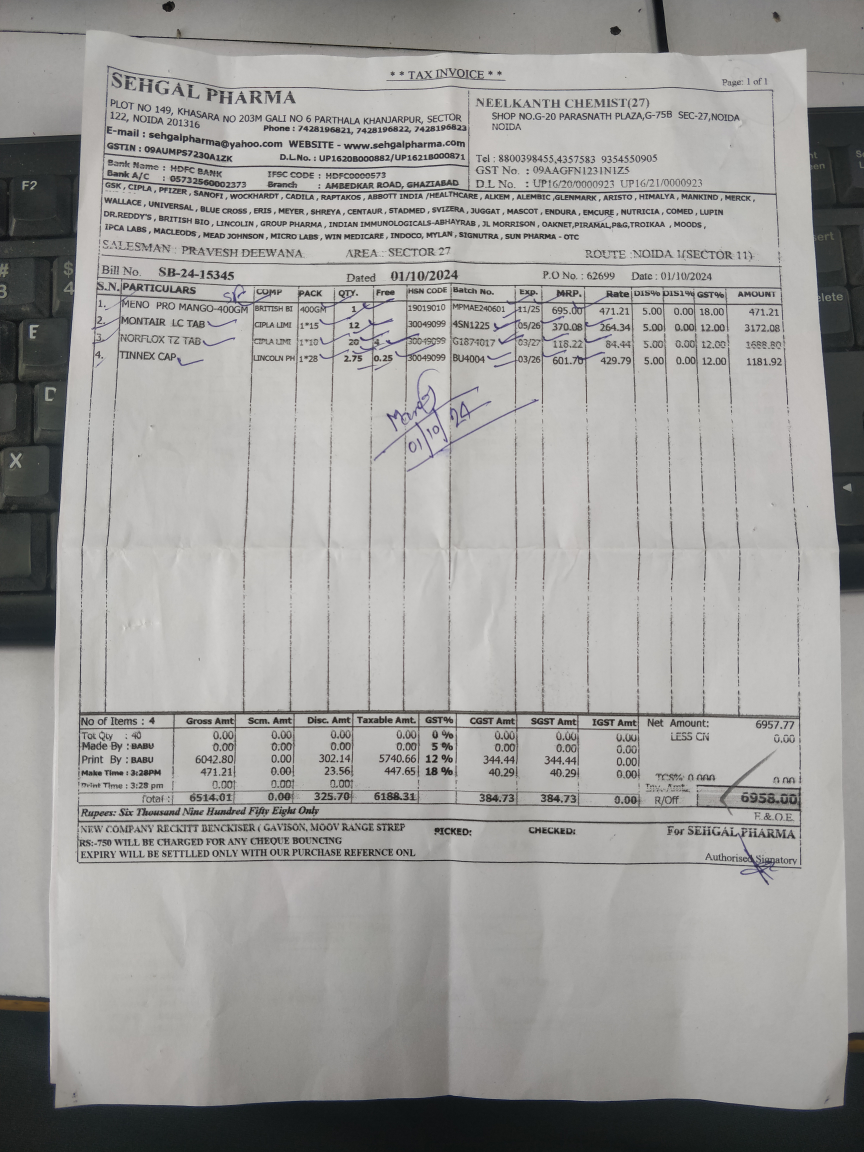 ** TAX INVOICE **
Page: 1 of 1
SEHGAL PHARMA
PLOT NO 149, KHASARA NO 203M GALI NO 6 PARTHALA KHANJARPUR, SECTOR
122, NOIDA 201316
Phone : 7428196821, 7428196822, 7428196823
E-mail : sehgalpharma@yahoo.com WEBSITE - www.sehgalpharma.com
GSTIN : 09AUMPS7230A1ZK D.L.No. : UP1620B000882/UP1621B000871
Bank Name : HDFC BANK IFSC CODE : HDFC0000573
Bank A/C : 05732560002373 Branch : AMBEDKAR ROAD, GHAZIABAD
NEELKANTH CHEMIST(27)
SHOP NO.G-20 PARASNATH PLAZA,G-75B SEC-27,NOIDA
NOIDA
Tel : 8800398455,4357583 9354550905
GST No. : 09AAGFN1231N1Z5
D.L No. : UP16/20/0000923 UP16/21/0000923
GSK , CIPLA , PFIZER , SANOFI , WOCKHARDT , CADILA , RAPTAKOS , ABBOTT INDIA /HEALTHCARE , ALKEM , ALEMBIC ,GLENMARK , ARISTO , HIMALYA , MANKIND , MERCK ,
WALLACE , UNIVERSAL , BLUE CROSS , ERIS , MEYER , SHREYA , CENTAUR , STADMED , SVIZERA , JUGGAT , MASCOT , ENDURA , EMCURE , NUTRICIA , COMED , LUPIN
DR.REDDY'S , BRITISH BIO , LINCOLIN , GROUP PHARMA , INDIAN IMMUNOLOGICALS-ABHAYRAB , JL MORRISON , OAKNET,PIRAMAL,P&G,TROIKAA , MOODS ,
IPCA LABS , MACLEODS , MEAD JOHNSON , MICRO LABS , WIN MEDICARE , INDOCO, MYLAN , SIGNUTRA , SUN PHARMA - OTC
SALESMAN : PRAVESH DEEWANA AREA : SECTOR 27 ROUTE :NOIDA 1(SECTOR 11)
Bill No. SB-24-15345 Dated 01/10/2024 P.O No. : 62699 Date : 01/10/2024
S.N. PARTICULARS COMP PACK QTY. Free HSN CODE Batch No. Exp. MRP. Rate DIS% DIS1% GST% AMOUNT
1. MENO PRO MANGO-400GM BRITISH BI 400GM 1 19019010 MPMAE240601 11/25 695.00 471.21 5.00 0.00 18.00 471.21
2. MONTAIR LC TAB CIPLA LIMI 1*15 12 30049099 4SN1225 05/26 370.08 264.34 5.00 0.00 12.00 3172.08
3. NORFLOX TZ TAB CIPLA LIMI 1*10 20 4 30049099 G1874017 03/27 118.22 84.44 5.00 0.00 12.00 1688.80
4. TINNEX CAP LINCOLN PH 1*28 2.75 0.25 30049099 BU4004 03/26 601.70 429.79 5.00 0.00 12.00 1181.92
01/10/24
No of Items : 4 Gross Amt Scm. Amt Disc. Amt Taxable Amt. GST% CGST Amt SGST Amt IGST Amt Net Amount: 6957.77
Tot Qty : 40 0.00 0.00 0.00 0.00 0 % 0.00 0.00 0.00 LESS CN 0.00
Made By : BABU 0.00 0.00 0.00 0.00 5 % 0.00 0.00 0.00
Print By : BABU 6042.80 0.00 302.14 5740.66 12 % 344.44 344.44 0.00
Make Time : 3:28PM 471.21 0.00 23.56 447.65 18 % 40.29 40.29 0.00 TCS% 0.000 0.00
Print Time : 3:28 pm 0.00 0.00 0.00 0.00 Inv. Amt.
Total : 6514.01 0.00 325.70 6188.31 384.73 384.73 0.00 R/Off 6958.00
Rupees: Six Thousand Nine Hundred Fifty Eight Only E.&.O.E.
NEW COMPANY RECKITT BENCKISER ( GAVISON, MOOV RANGE STREP PICKED: CHECKED: For SEHGAL PHARMA
RS:-750 WILL BE CHARGED FOR ANY CHEQUE BOUNCING
EXPIRY WILL BE SETTLLED ONLY WITH OUR PURCHASE REFERNCE ONL Authorised Signatory